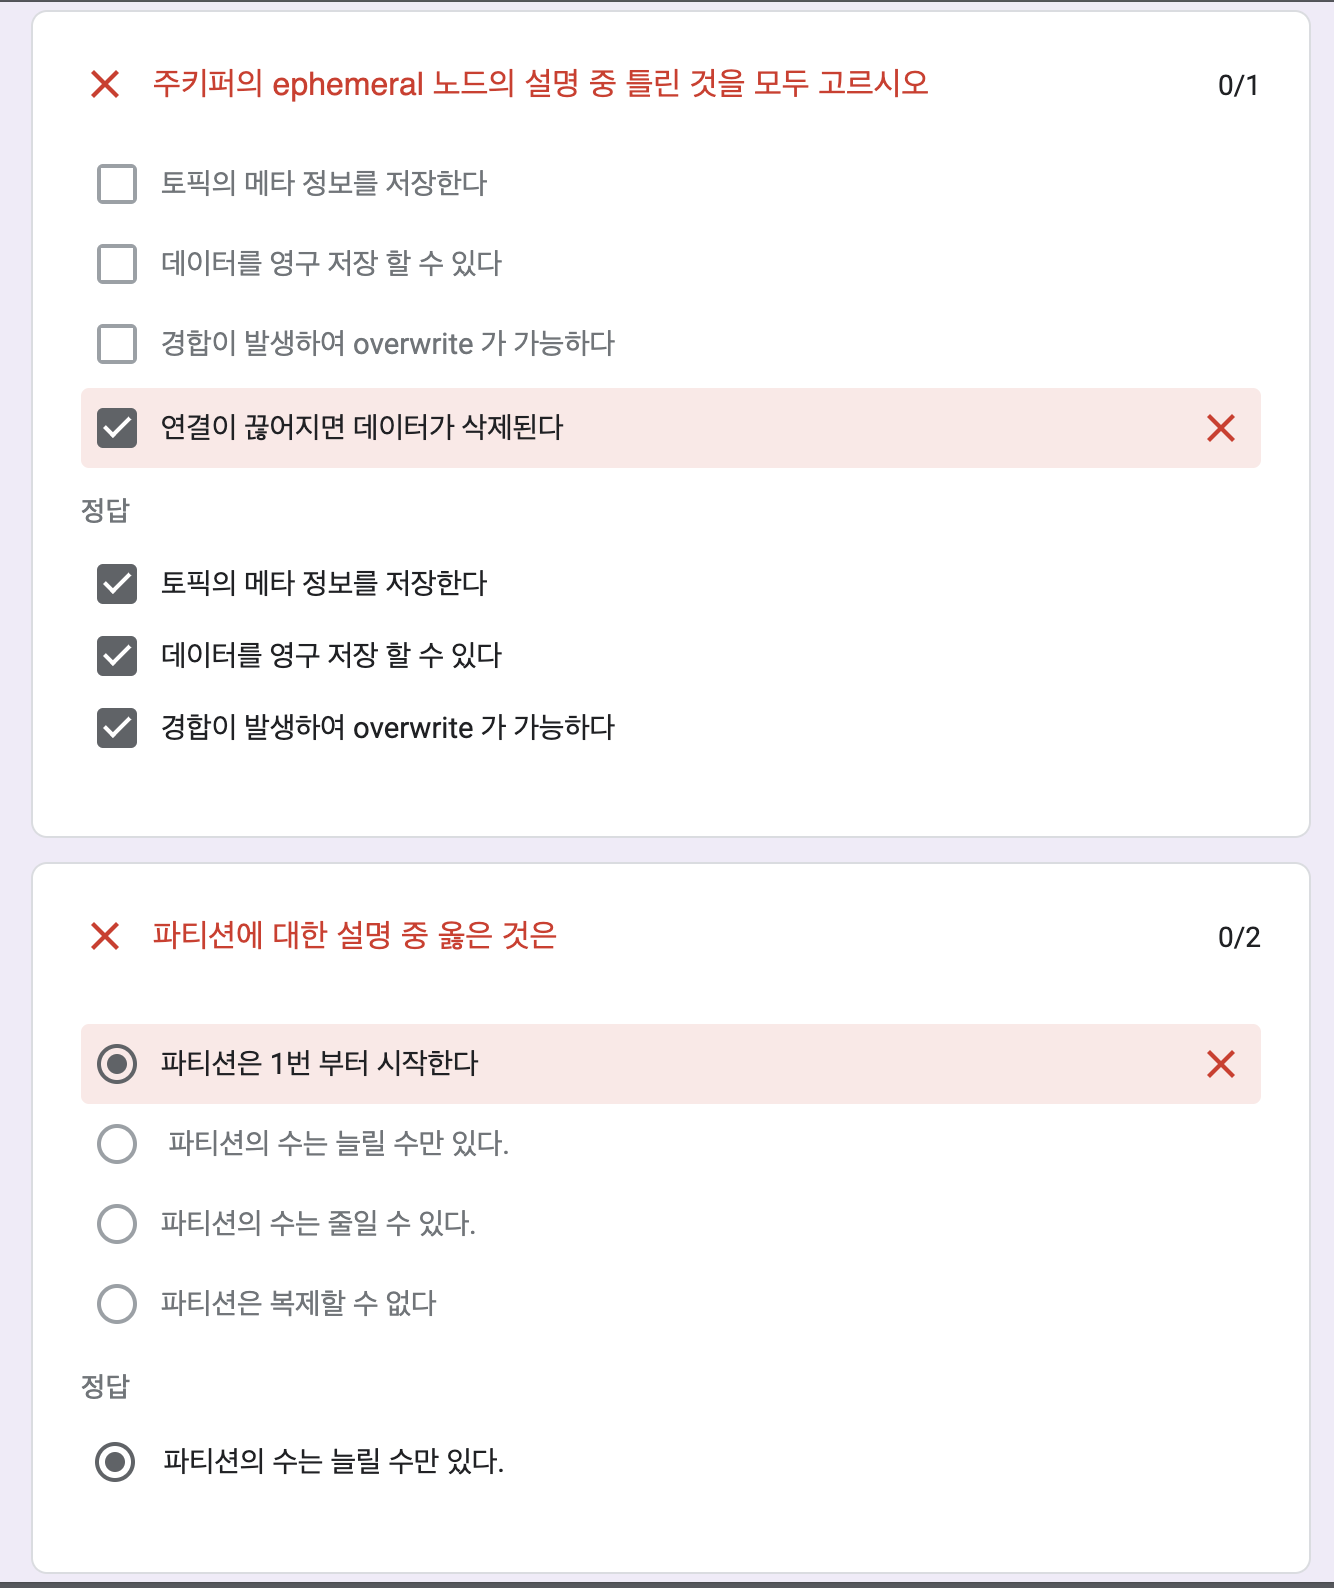 주키퍼의 ephemeral 노드의 설명 중 틀린 것을 모두 고르시오 0/1
토픽의 메타 정보를 저장한다
데이터를 영구 저장 할 수 있다
경합이 발생하여 overwrite 가 가능하다
연결이 끊어지면 데이터가 삭제된다
정답
토픽의 메타 정보를 저장한다
데이터를 영구 저장 할 수 있다
경합이 발생하여 overwrite 가 가능하다
파티션에 대한 설명 중 옳은 것은 0/2
파티션은 1번 부터 시작한다
파티션의 수는 늘릴 수만 있다.
파티션의 수는 줄일 수 있다.
파티션은 복제할 수 없다
정답
파티션의 수는 늘릴 수만 있다.